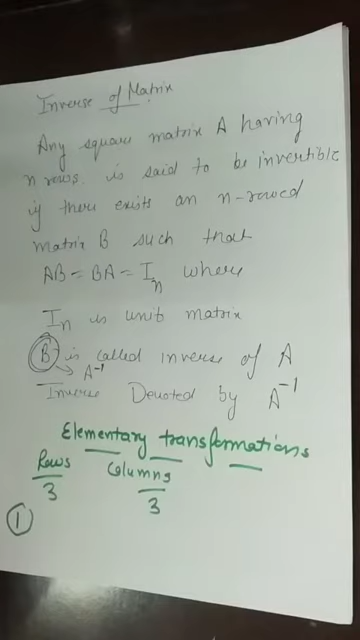 Inverse of Matrix
Any square matrix A having
n rows. is said to be invertible
if there exists an n-rowed
matrix B such that
AB = BA = Iₙ where
Iₙ is unit matrix
B is called inverse of A
→ A⁻¹
Inverse Denoted by A⁻¹
Elementary transformations
Rows Columns
3 3
1